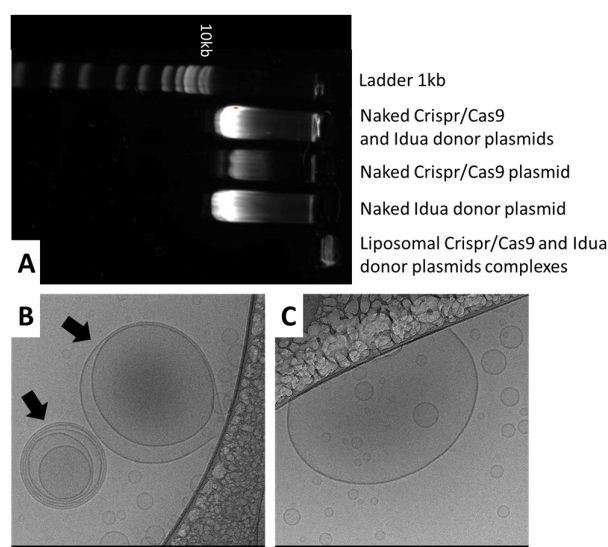 10kb
Ladder 1kb
Naked Crispr/Cas9
and Idua donor plasmids
Naked Crispr/Cas9 plasmid
Naked Idua donor plasmid
Liposomal Crispr/Cas9 and Idua
donor plasmids complexes
A
B
C